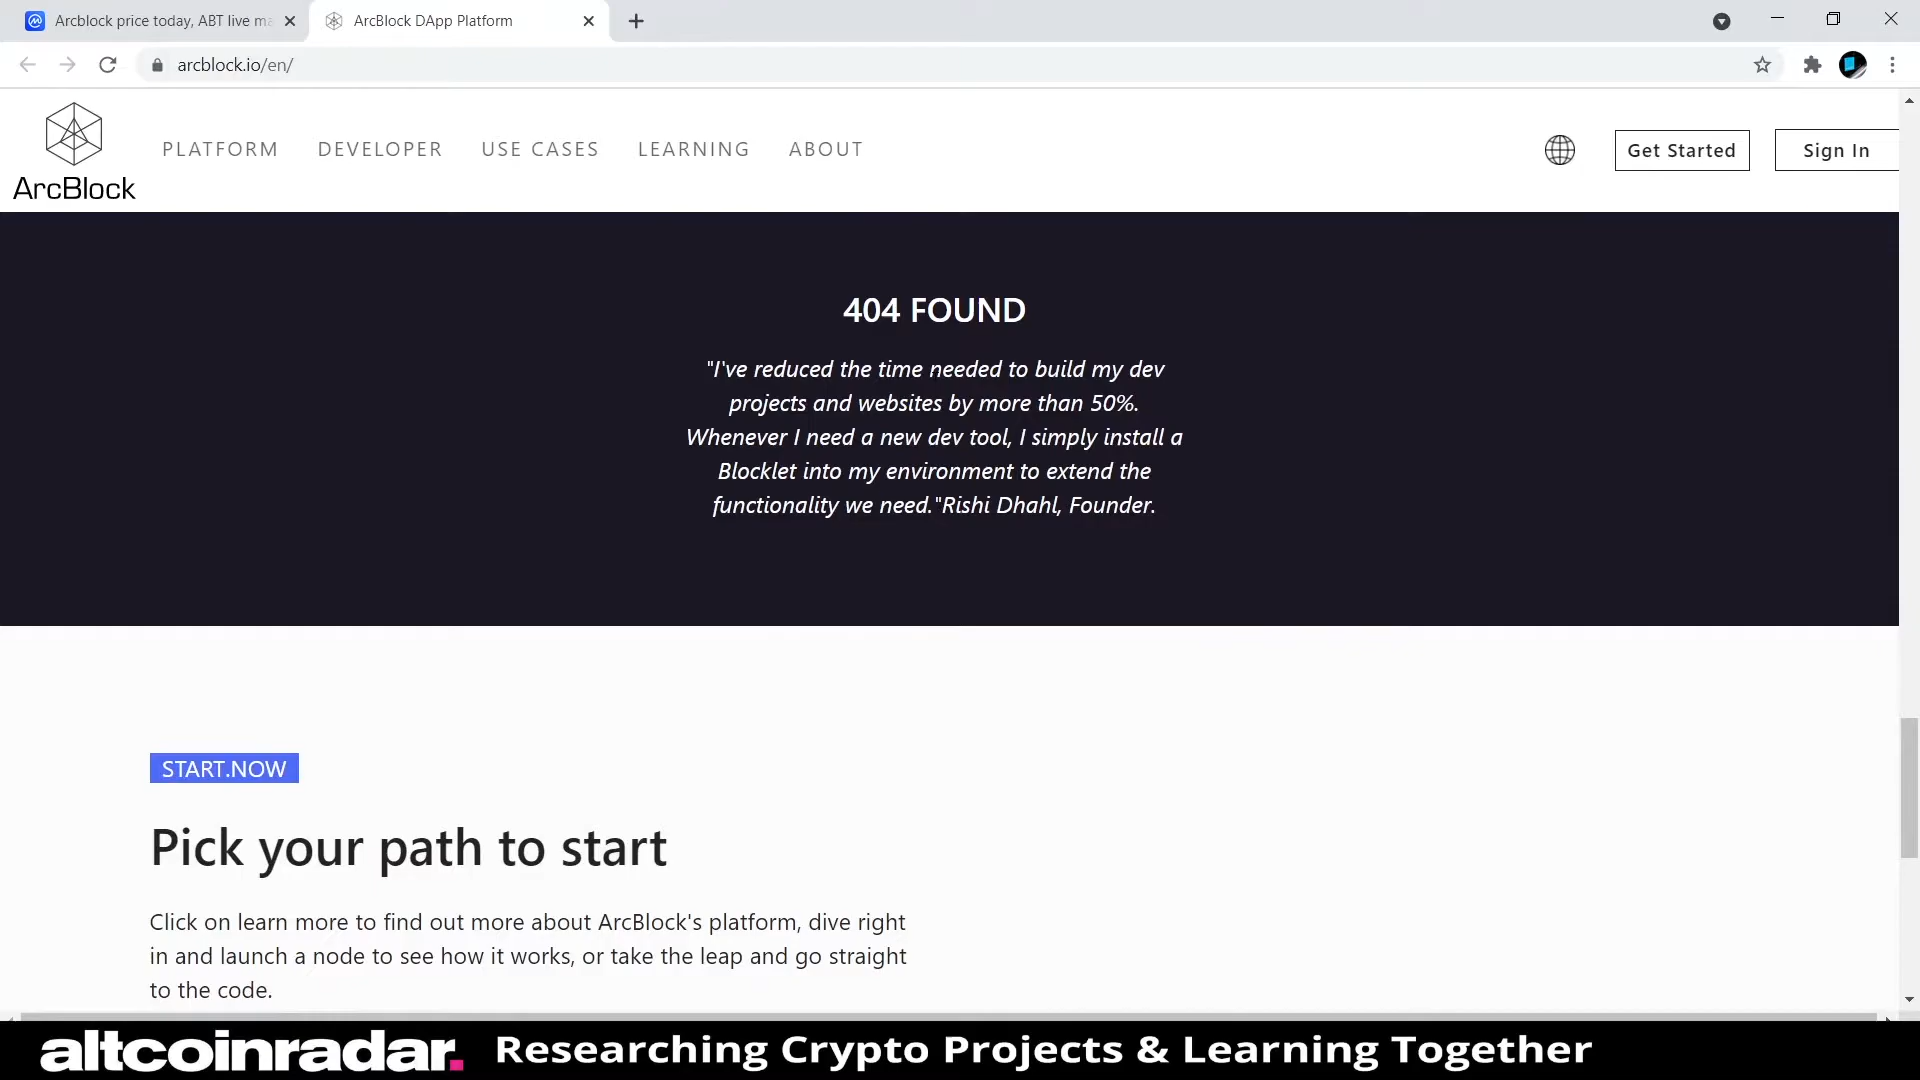 Arcblock price today, ABT live ma
ArcBlock DApp Platform
arcblock.io/en/
ArcBlock
PLATFORM
DEVELOPER
USE CASES
LEARNING
ABOUT
Get Started
Sign In
404 FOUND
"I've reduced the time needed to build my dev
projects and websites by more than 50%.
Whenever I need a new dev tool, I simply install a
Blocklet into my environment to extend the
functionality we need."Rishi Dhahl, Founder.
START.NOW
Pick your path to start
Click on learn more to find out more about ArcBlock's platform, dive right
in and launch a node to see how it works, or take the leap and go straight
to the code.
altcoinradar. Researching Crypto Projects & Learning Together